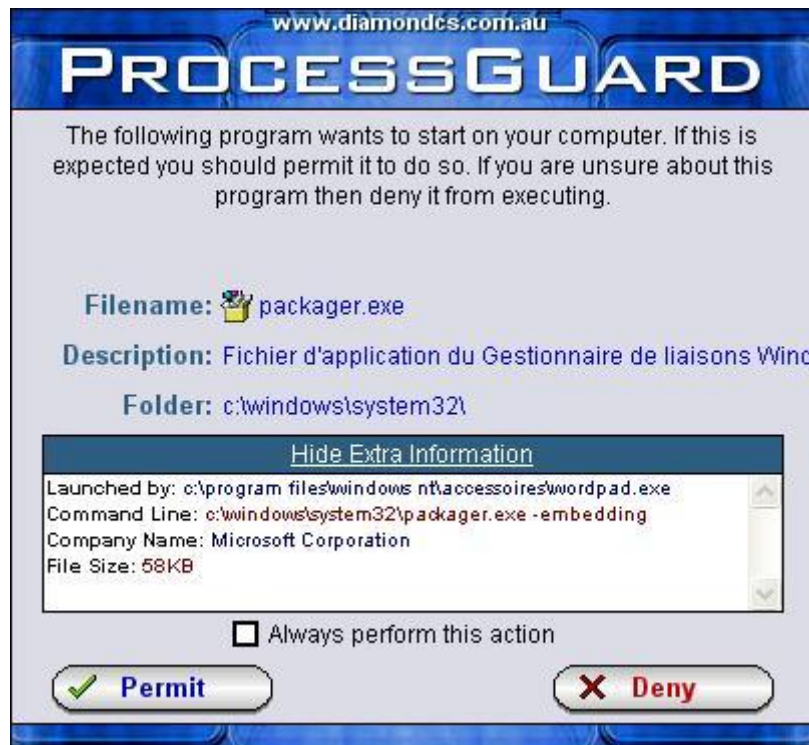 www.diamondcs.com.au
PROCESSGUARD
The following program wants to start on your computer. If this is
expected you should permit it to do so. If you are unsure about this
program then deny it from executing.
Filename: packager.exe
Description: Fichier d'application du Gestionnaire de liaisons Wind
Folder: c:\windows\system32\
Hide Extra Information
Launched by: c:\program files\windows nt\accessoires\wordpad.exe
Command Line: c:\windows\system32\packager.exe -embedding
Company Name: Microsoft Corporation
File Size: 58KB
Always perform this action
Permit
Deny